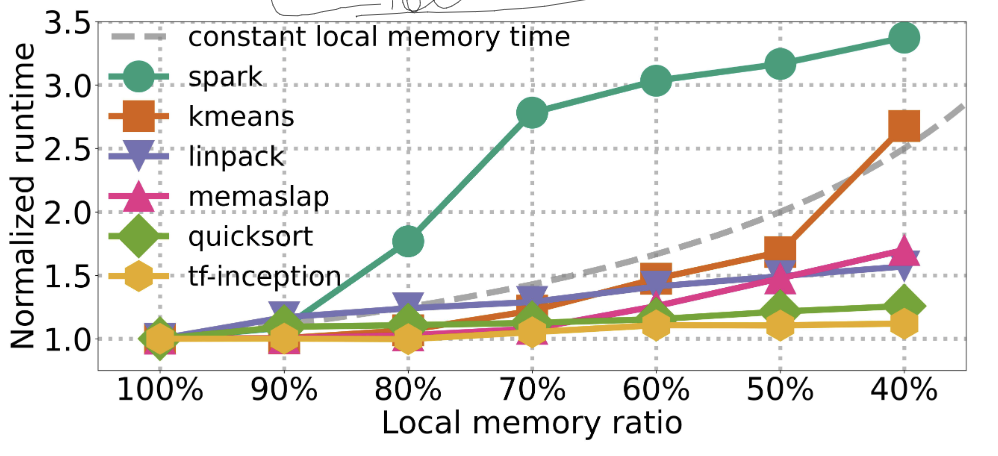 3.5
3.0
2.5
2.0
1.5
1.0
Normalized runtime
constant local memory time
spark
kmeans
linpack
memaslap
quicksort
tf-inception
100% 90% 80% 70% 60% 50% 40%
Local memory ratio